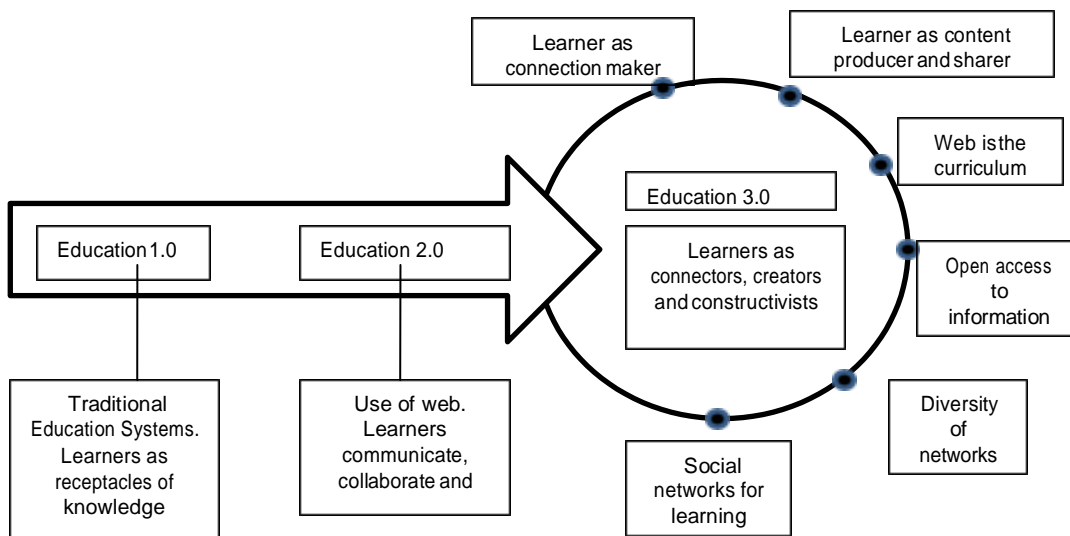 Learner as
connection maker
Learner as content
producer and sharer
Web is the
curriculum
Education 3.0
Education 1.0
Education 2.0
Learners as
connectors, creators
and constructivists
Open access
to
information
Traditional
Education Systems.
Learners as
receptacles of
knowledge
Use of web.
Learners
communicate,
collaborate and
Diversity
of
networks
Social
networks for
learning